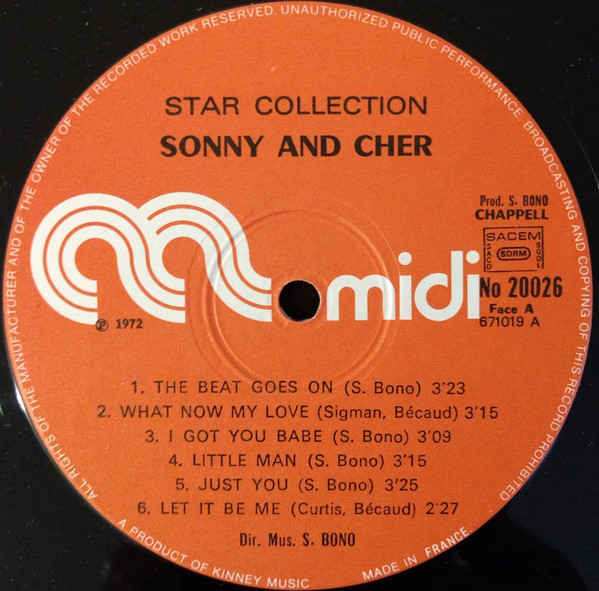 ALL RIGHTS OF THE MANUFACTURER AND OF THE OWNER OF THE RECORDED WORK RESERVED. UNAUTHORIZED PUBLIC PERFORMANCE BROADCASTING AND COPYING OF THIS RECORD PROHIBITED
STAR COLLECTION
SONNY AND CHER
Prod. S. BONO
CHAPPELL
SACEM
SACD
SDRM
SGDL
midi
No 20026
Face A
671019 A
℗ 1972
1. THE BEAT GOES ON (S. Bono) 3'23
2. WHAT NOW MY LOVE (Sigman, Bécaud) 3'15
3. I GOT YOU BABE (S. Bono) 3'09
4. LITTLE MAN (S. Bono) 3'15
5. JUST YOU (S. Bono) 3'25
6. LET IT BE ME (Curtis, Bécaud) 2'27
Dir. Mus. S. BONO
A PRODUCT OF KINNEY MUSIC
MADE IN FRANCE